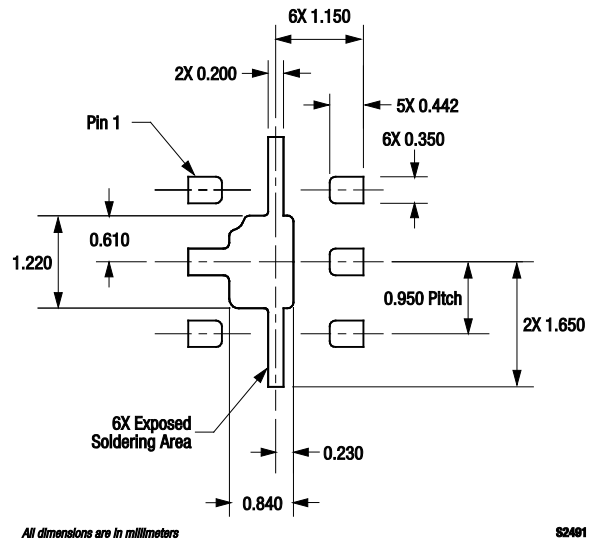 6X 1.150
2X 0.200
5X 0.442
Pin 1
6X 0.350
0.610
1.220
0.950 Pitch
2X 1.650
6X Exposed
Soldering Area
0.230
0.840
All dimensions are in millimeters
S2491